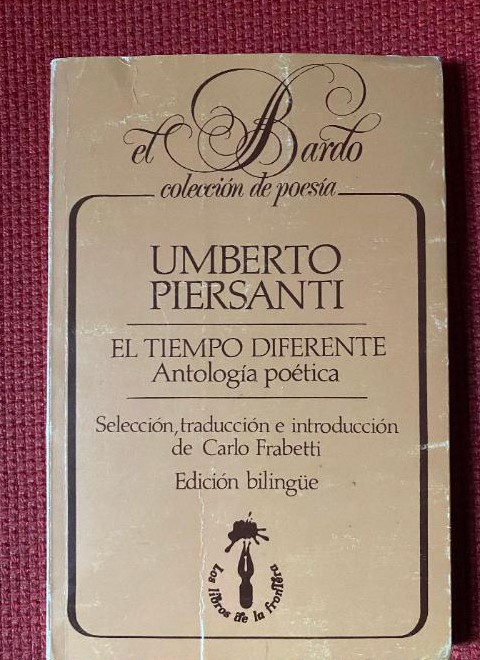 el Bardo
colección de poesía
UMBERTO
PIERSANTI
EL TIEMPO DIFERENTE
Antología poética
Selección, traducción e introducción
de Carlo Frabetti
Edición bilingüe
Los libros de la frontera